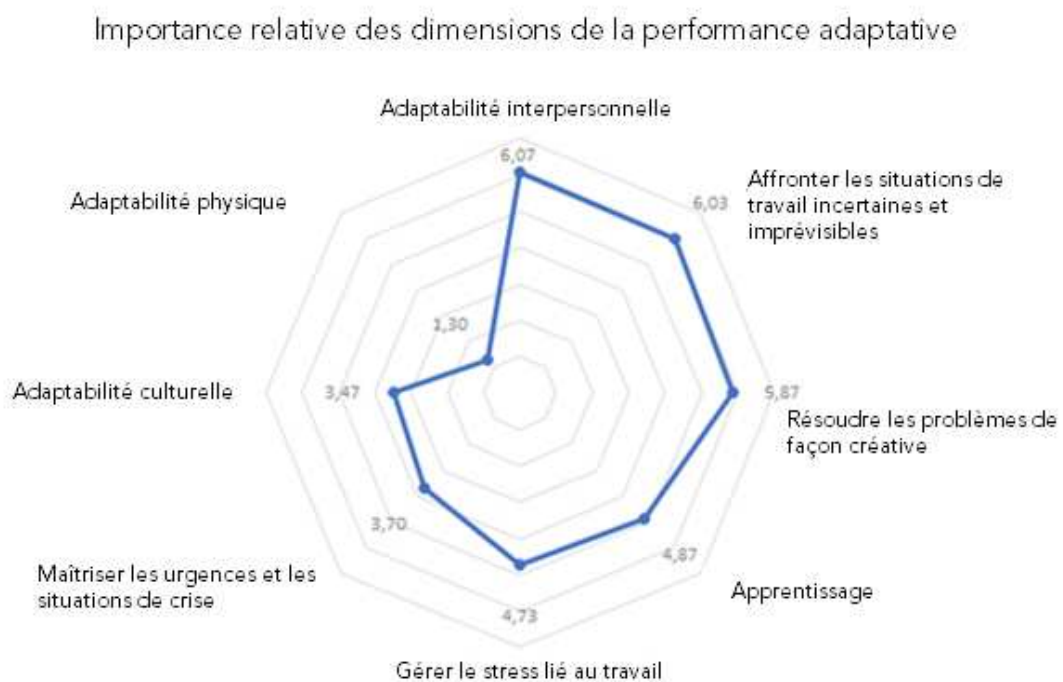 Importance relative des dimensions de la performance adaptative
Adaptabilité interpersonnelle
6,07
Affronter les situations de
travail incertaines et
imprévisibles
6,03
Adaptabilité physique
1,30
Adaptabilité culturelle
3,47
5,87
Résoudre les problèmes de
façon créative
3,70
4,87
Maîtriser les urgences et les
situations de crise
Apprentissage
4,73
Gérer le stress lié au travail